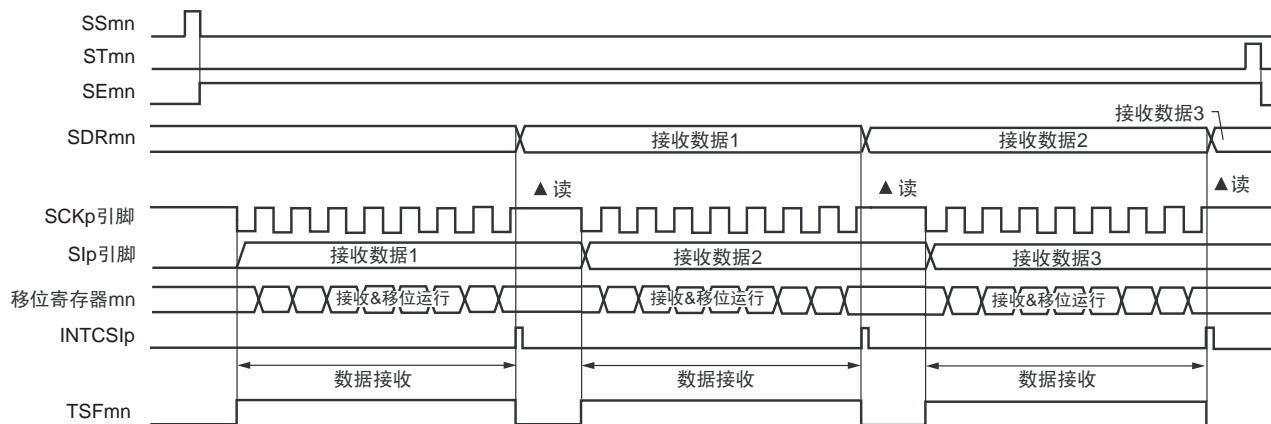 SSmn
STmn
SEmn
接收数据3
SDRmn
接收数据1
接收数据2
▲读
▲读
▲读
SCKp引脚
SIp引脚
接收数据1
接收数据2
接收数据3
移位寄存器mn
接收&移位运行
接收&移位运行
接收&移位运行
INTCSIp
数据接收
数据接收
数据接收
TSFmn